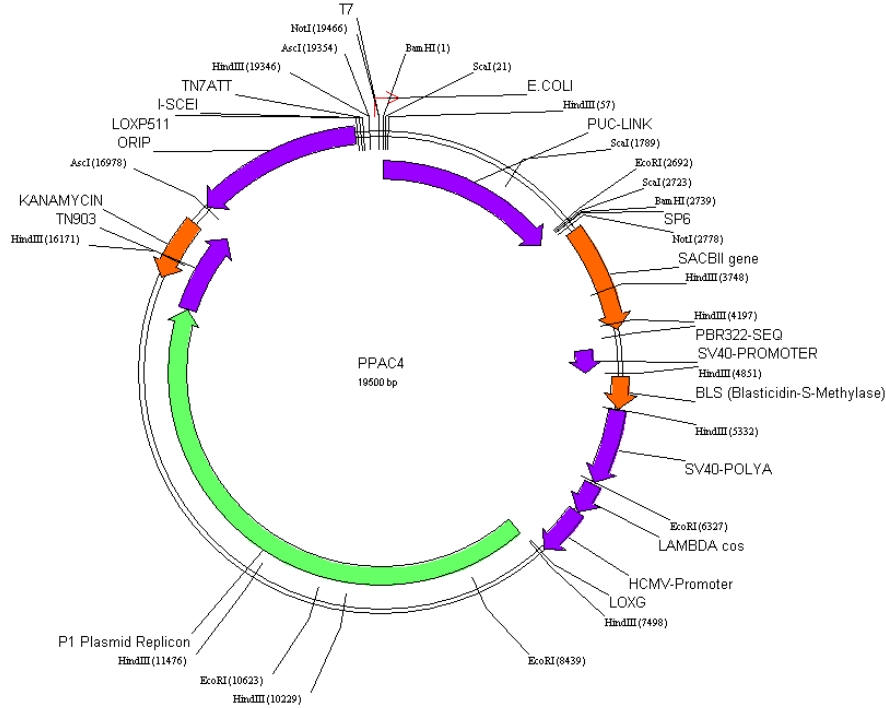 T7
NotI (19466)
AscI (19354)
BamHI (1)
HindIII (19346)
ScaI (21)
TN7ATT
E.COLI
I-SCEI
HindIII (57)
LOXP511
PUC-LINK
ORIP
ScaI (1789)
AscI (16978)
EcoRI (2692)
ScaI (2723)
KANAMYCIN
BamHI (2739)
TN903
SP6
HindIII (16171)
NotI (2778)
SACBII gene
HindIII (3748)
HindIII (4197)
PBR322-SEQ
PPAC4
SV40-PROMOTER
19500 bp
HindIII (4851)
BLS (Blasticidin-S-Methylase)
HindIII (5332)
SV40-POLYA
EcoRI (6327)
LAMBDA cos
HCMV-Promoter
LOXG
HindIII (7498)
P1 Plasmid Replicon
HindIII (11476)
EcoRI (8439)
EcoRI (10623)
HindIII (10229)